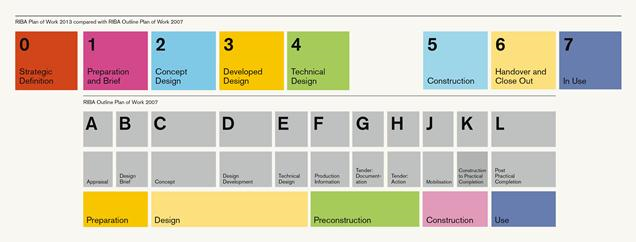 RIBA Plan of Work 2013 compared with RIBA Outline Plan of Work 2007
0
Strategic
Definition
1
Preparation
and Brief
2
Concept
Design
3
Developed
Design
4
Technical
Design
5
Construction
6
Handover and
Close Out
7
In Use
RIBA Outline Plan of Work 2007
A
B
C
D
E
F
G
H
J
K
L
Appraisal
Design
Brief
Concept
Design
Development
Technical
Design
Production
Information
Tender:
Document-
ation
Tender:
Action
Mobilisation
Construction
to Practical
Completion
Post
Practical
Completion
Preparation
Design
Preconstruction
Construction
Use